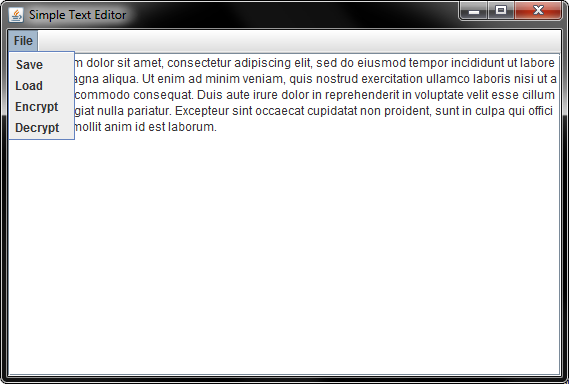 Simple Text Editor
File
Save
Load
Encrypt
Decrypt
dolor sit amet, consectetur adipiscing elit, sed do eiusmod tempor incididunt ut labore
aliqua. Ut enim ad minim veniam, quis nostrud exercitation ullamco laboris nisi ut a
commodo consequat. Duis aute irure dolor in reprehenderit in voluptate velit esse cillum
nulla pariatur. Excepteur sint occaecat cupidatat non proident, sunt in culpa qui offici
mollit anim id est laborum.